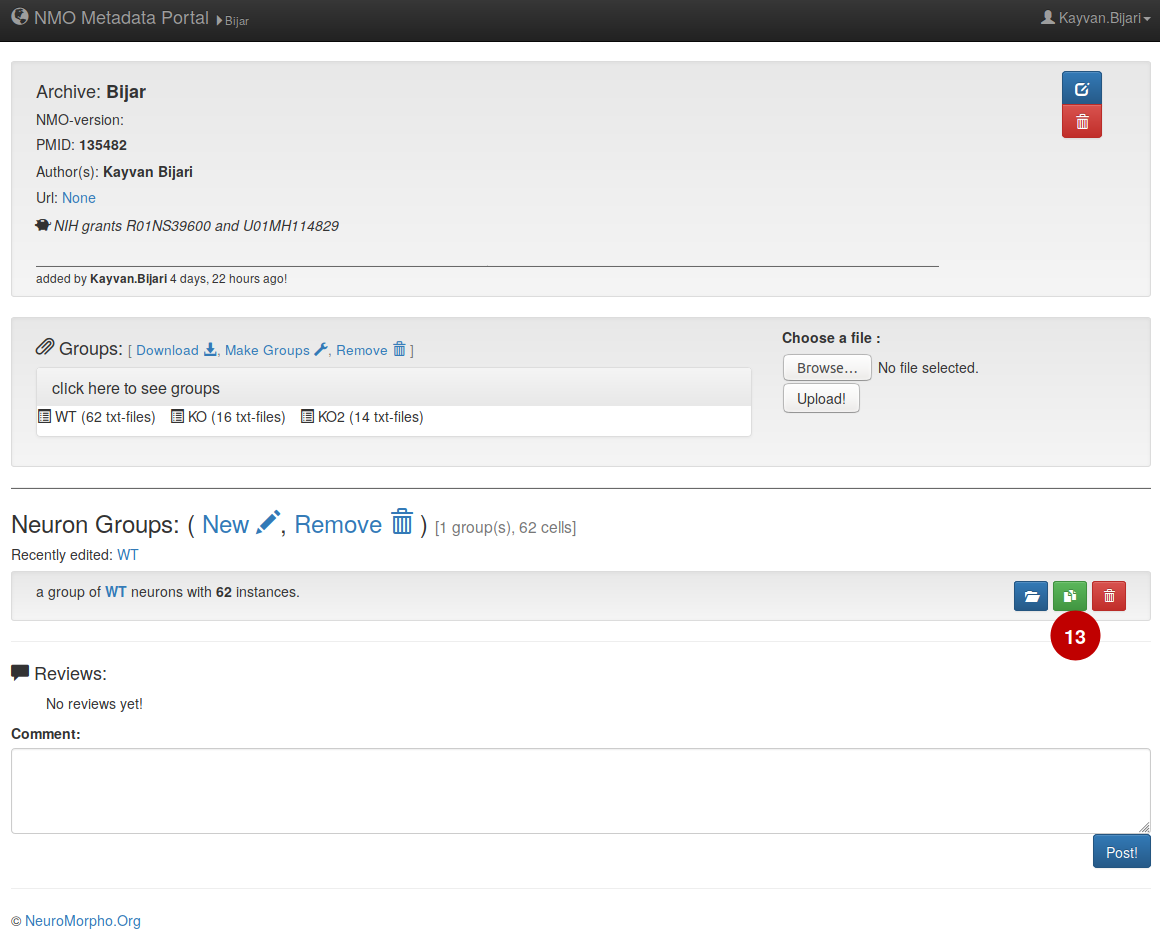 NMO Metadata Portal Bijar Kayvan.Bijari
Archive: Bijar
NMO-version:
PMID: 135482
Author(s): Kayvan Bijari
Url: None
NIH grants R01NS39600 and U01MH114829
added by Kayvan.Bijari 4 days, 22 hours ago!
Groups: [ Download , Make Groups , Remove ]
click here to see groups
WT (62 txt-files) KO (16 txt-files) KO2 (14 txt-files)
Choose a file :
Browse... No file selected.
Upload!
Neuron Groups: ( New , Remove ) [1 group(s), 62 cells]
Recently edited: WT
a group of WT neurons with 62 instances.
13
Reviews:
No reviews yet!
Comment:
Post!
© NeuroMorpho.Org